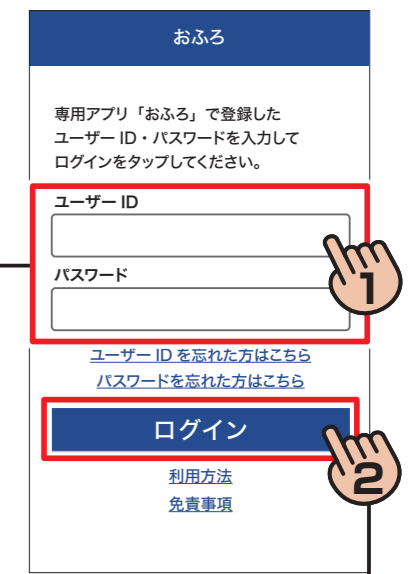 おふろ
専用アプリ「おふろ」で登録した
ユーザー ID・パスワードを入力して
ログインをタップしてください。
ユーザー ID
1
パスワード
ユーザー ID を忘れた方はこちら
パスワードを忘れた方はこちら
ログイン
2
利用方法
免責事項